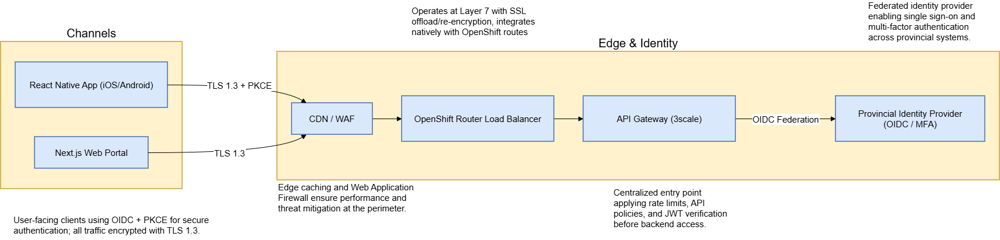 Operates at Layer 7 with SSL
offload/re-encryption, integrates
natively with OpenShift routes
Federated identity provider
enabling single sign-on and
multi-factor authentication
across provincial systems.
Channels
Edge & Identity
React Native App (iOS/Android)
TLS 1.3 + PKCE
Next.js Web Portal
TLS 1.3
CDN / WAF
OpenShift Router Load Balancer
API Gateway (3scale)
OIDC Federation
Provincial Identity Provider
(OIDC / MFA)
Edge caching and Web Application
Firewall ensure performance and
threat mitigation at the perimeter.
Centralized entry point
applying rate limits, API
policies, and JWT verification
before backend access.
User-facing clients using OIDC + PKCE for secure
authentication; all traffic encrypted with TLS 1.3.